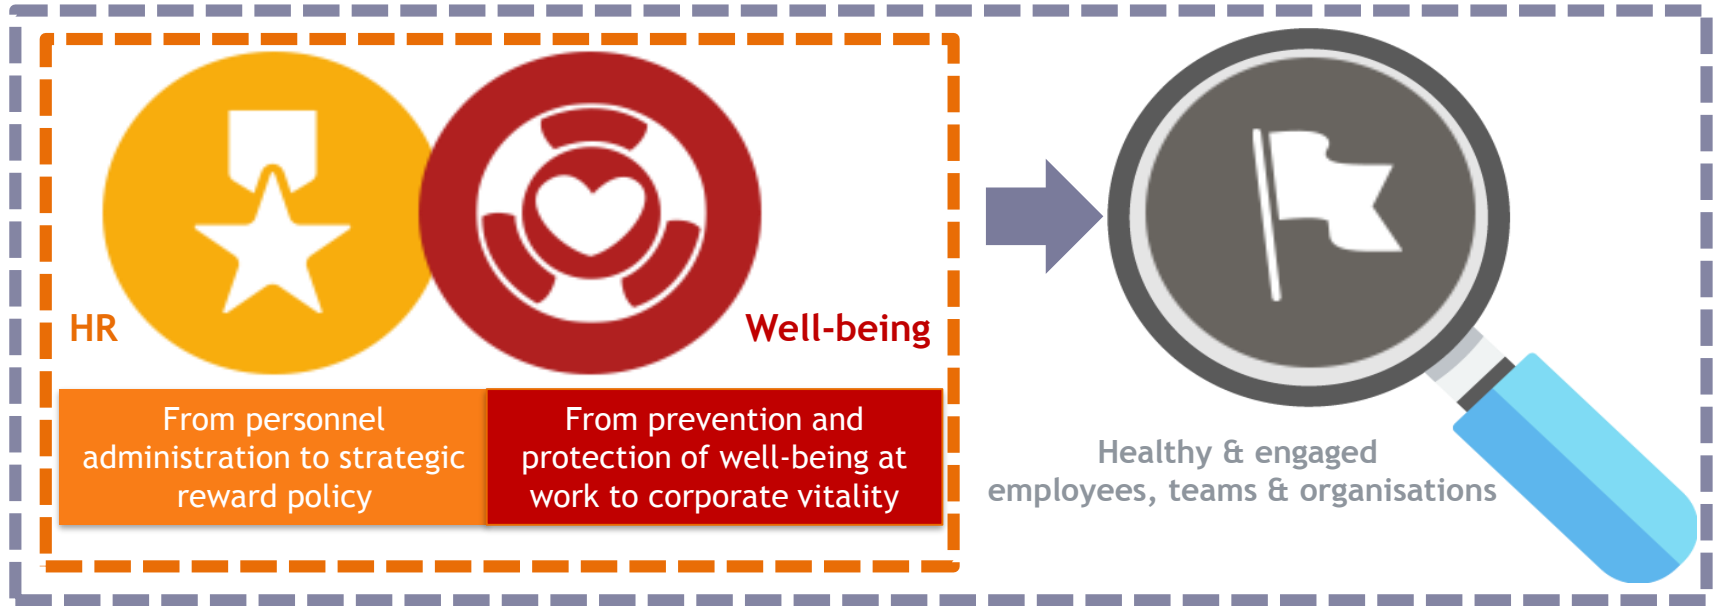 HR
Well-being
From personnel
administration to strategic
reward policy
From prevention and
protection of well-being at
work to corporate vitality
Healthy & engaged
employees, teams & organisations